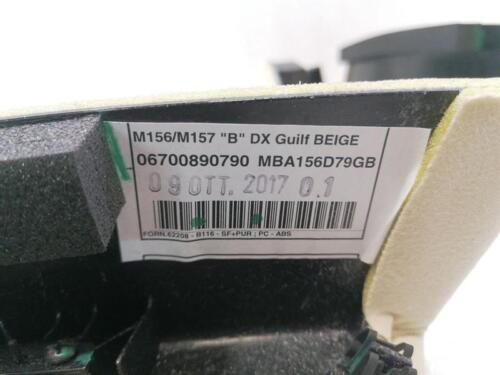 M156/M157 "B" DX Guilf BEIGE
06700890790 MBA156D79GB
09 OTT. 2017 0.1
FORN.62208 - B116 - SF+PUR ; PC - ABS